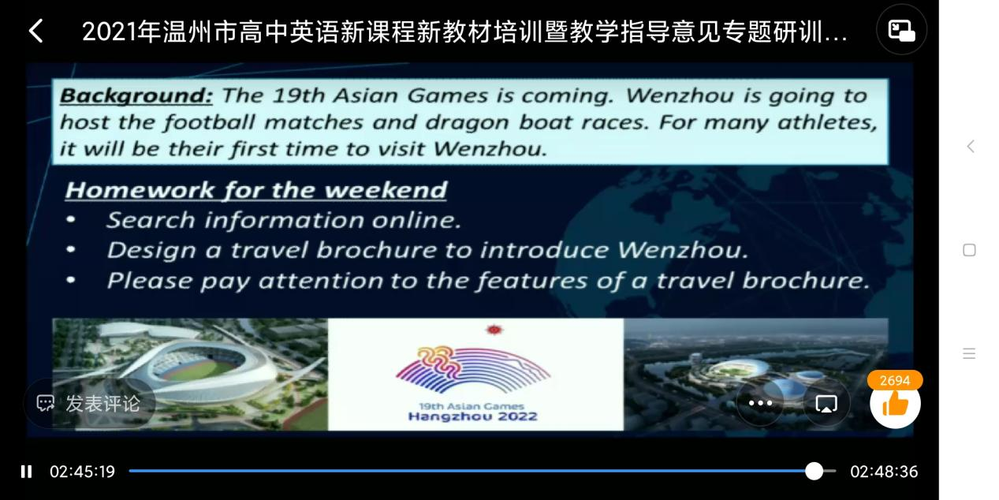 2021年温州市高中英语新课程新教材培训暨教学指导意见专题研训...
Background: The 19th Asian Games is coming. Wenzhou is going to
host the football matches and dragon boat races. For many athletes,
it will be their first time to visit Wenzhou.
Homework for the weekend
• Search information online.
• Design a travel brochure to introduce Wenzhou.
• Please pay attention to the features of a travel brochure.
19th Asian Games
Hangzhou 2022
发表评论
2694
02:45:19
02:48:36